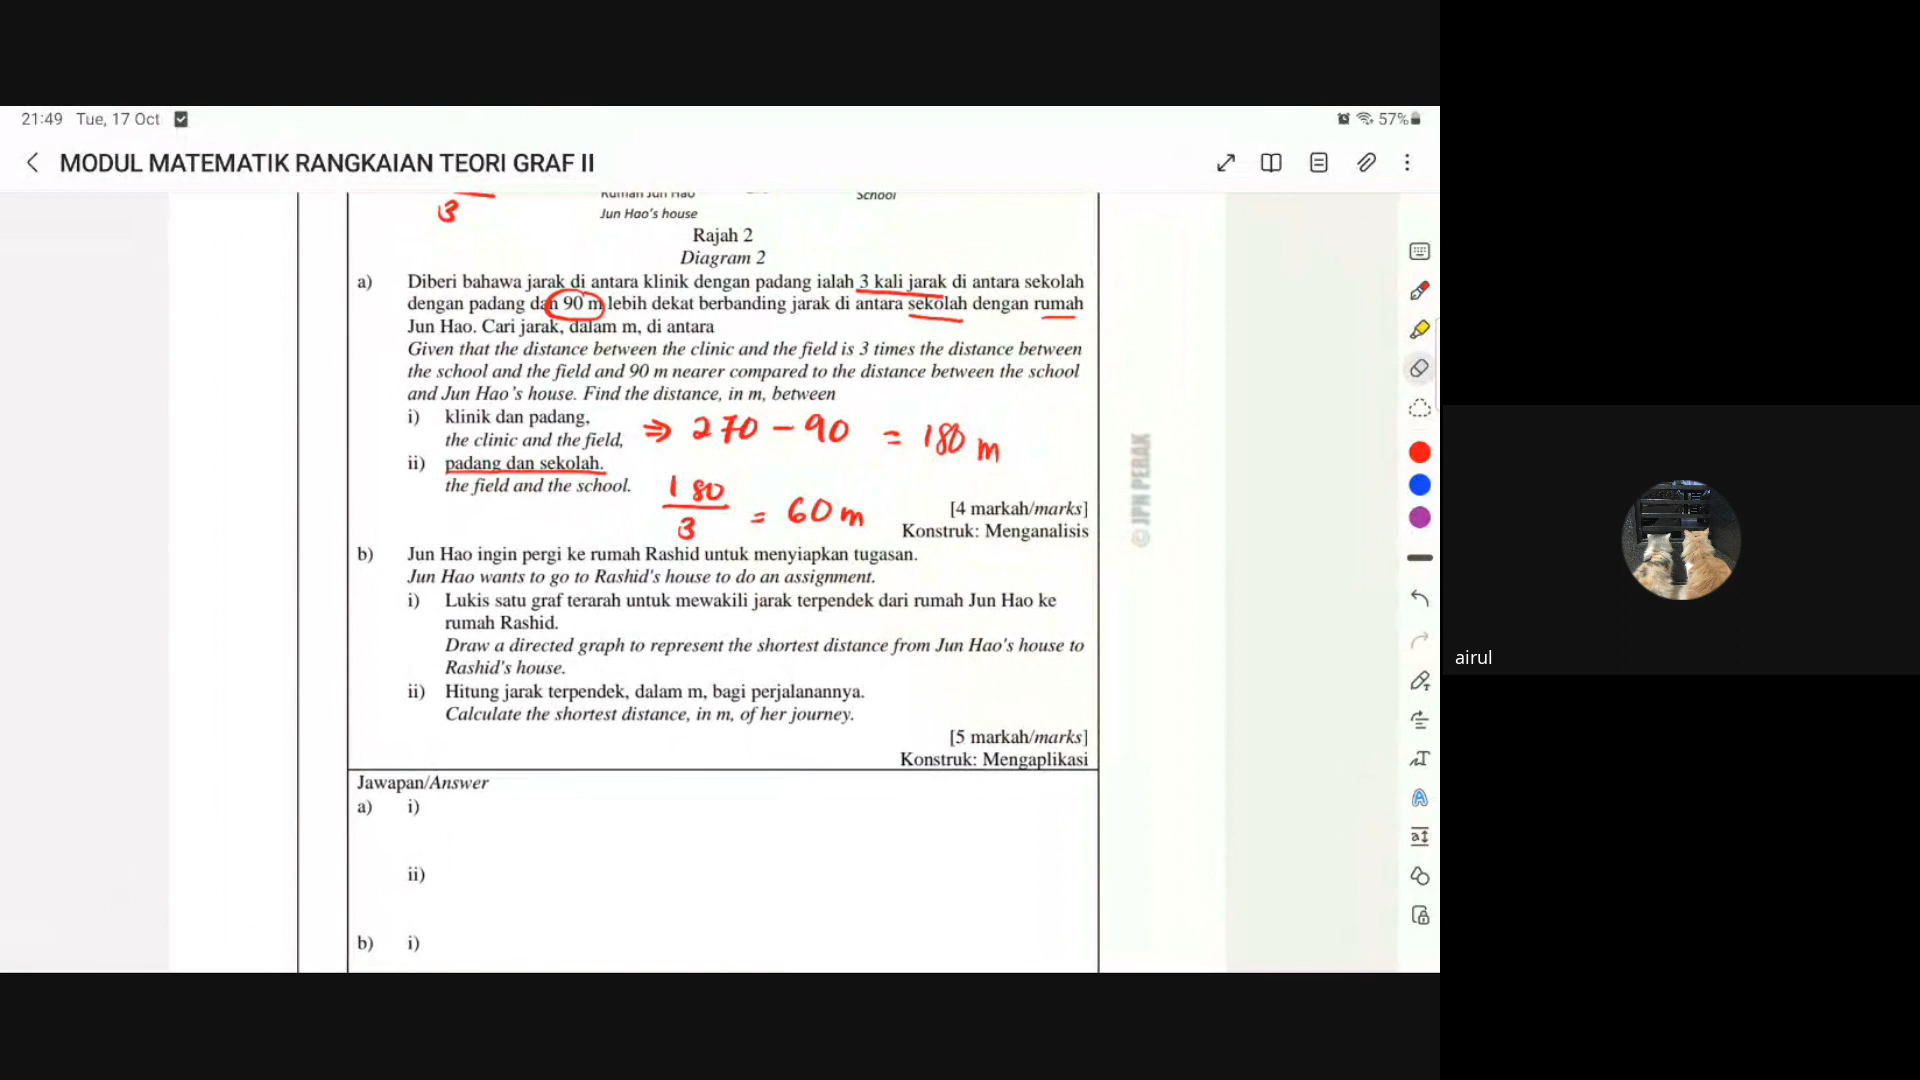 21:49 Tue, 17 Oct
57%
MODUL MATEMATIK RANGKAIAN TEORI GRAF II
3
Rumah Jun Hao
School
Jun Hao's house
Rajah 2
Diagram 2
a) Diberi bahawa jarak di antara klinik dengan padang ialah 3 kali jarak di antara sekolah
dengan padang dan 90 m lebih dekat berbanding jarak di antara sekolah dengan rumah
Jun Hao. Cari jarak, dalam m, di antara
Given that the distance between the clinic and the field is 3 times the distance between
the school and the field and 90 m nearer compared to the distance between the school
and Jun Hao's house. Find the distance, in m, between
i) klinik dan padang,
the clinic and the field,
⇒ 270 - 90 = 180 m
ii) padang dan sekolah.
the field and the school.
180
3
= 60 m
[4 markah/marks]
Konstruk: Menganalisis
b) Jun Hao ingin pergi ke rumah Rashid untuk menyiapkan tugasan.
Jun Hao wants to go to Rashid's house to do an assignment.
i) Lukis satu graf terarah untuk mewakili jarak terpendek dari rumah Jun Hao ke
rumah Rashid.
Draw a directed graph to represent the shortest distance from Jun Hao's house to
Rashid's house.
ii) Hitung jarak terpendek, dalam m, bagi perjalanannya.
Calculate the shortest distance, in m, of her journey.
[5 markah/marks]
Konstruk: Mengaplikasi
Jawapan/Answer
a) i)
ii)
b) i)
© JPN PERAK
airul